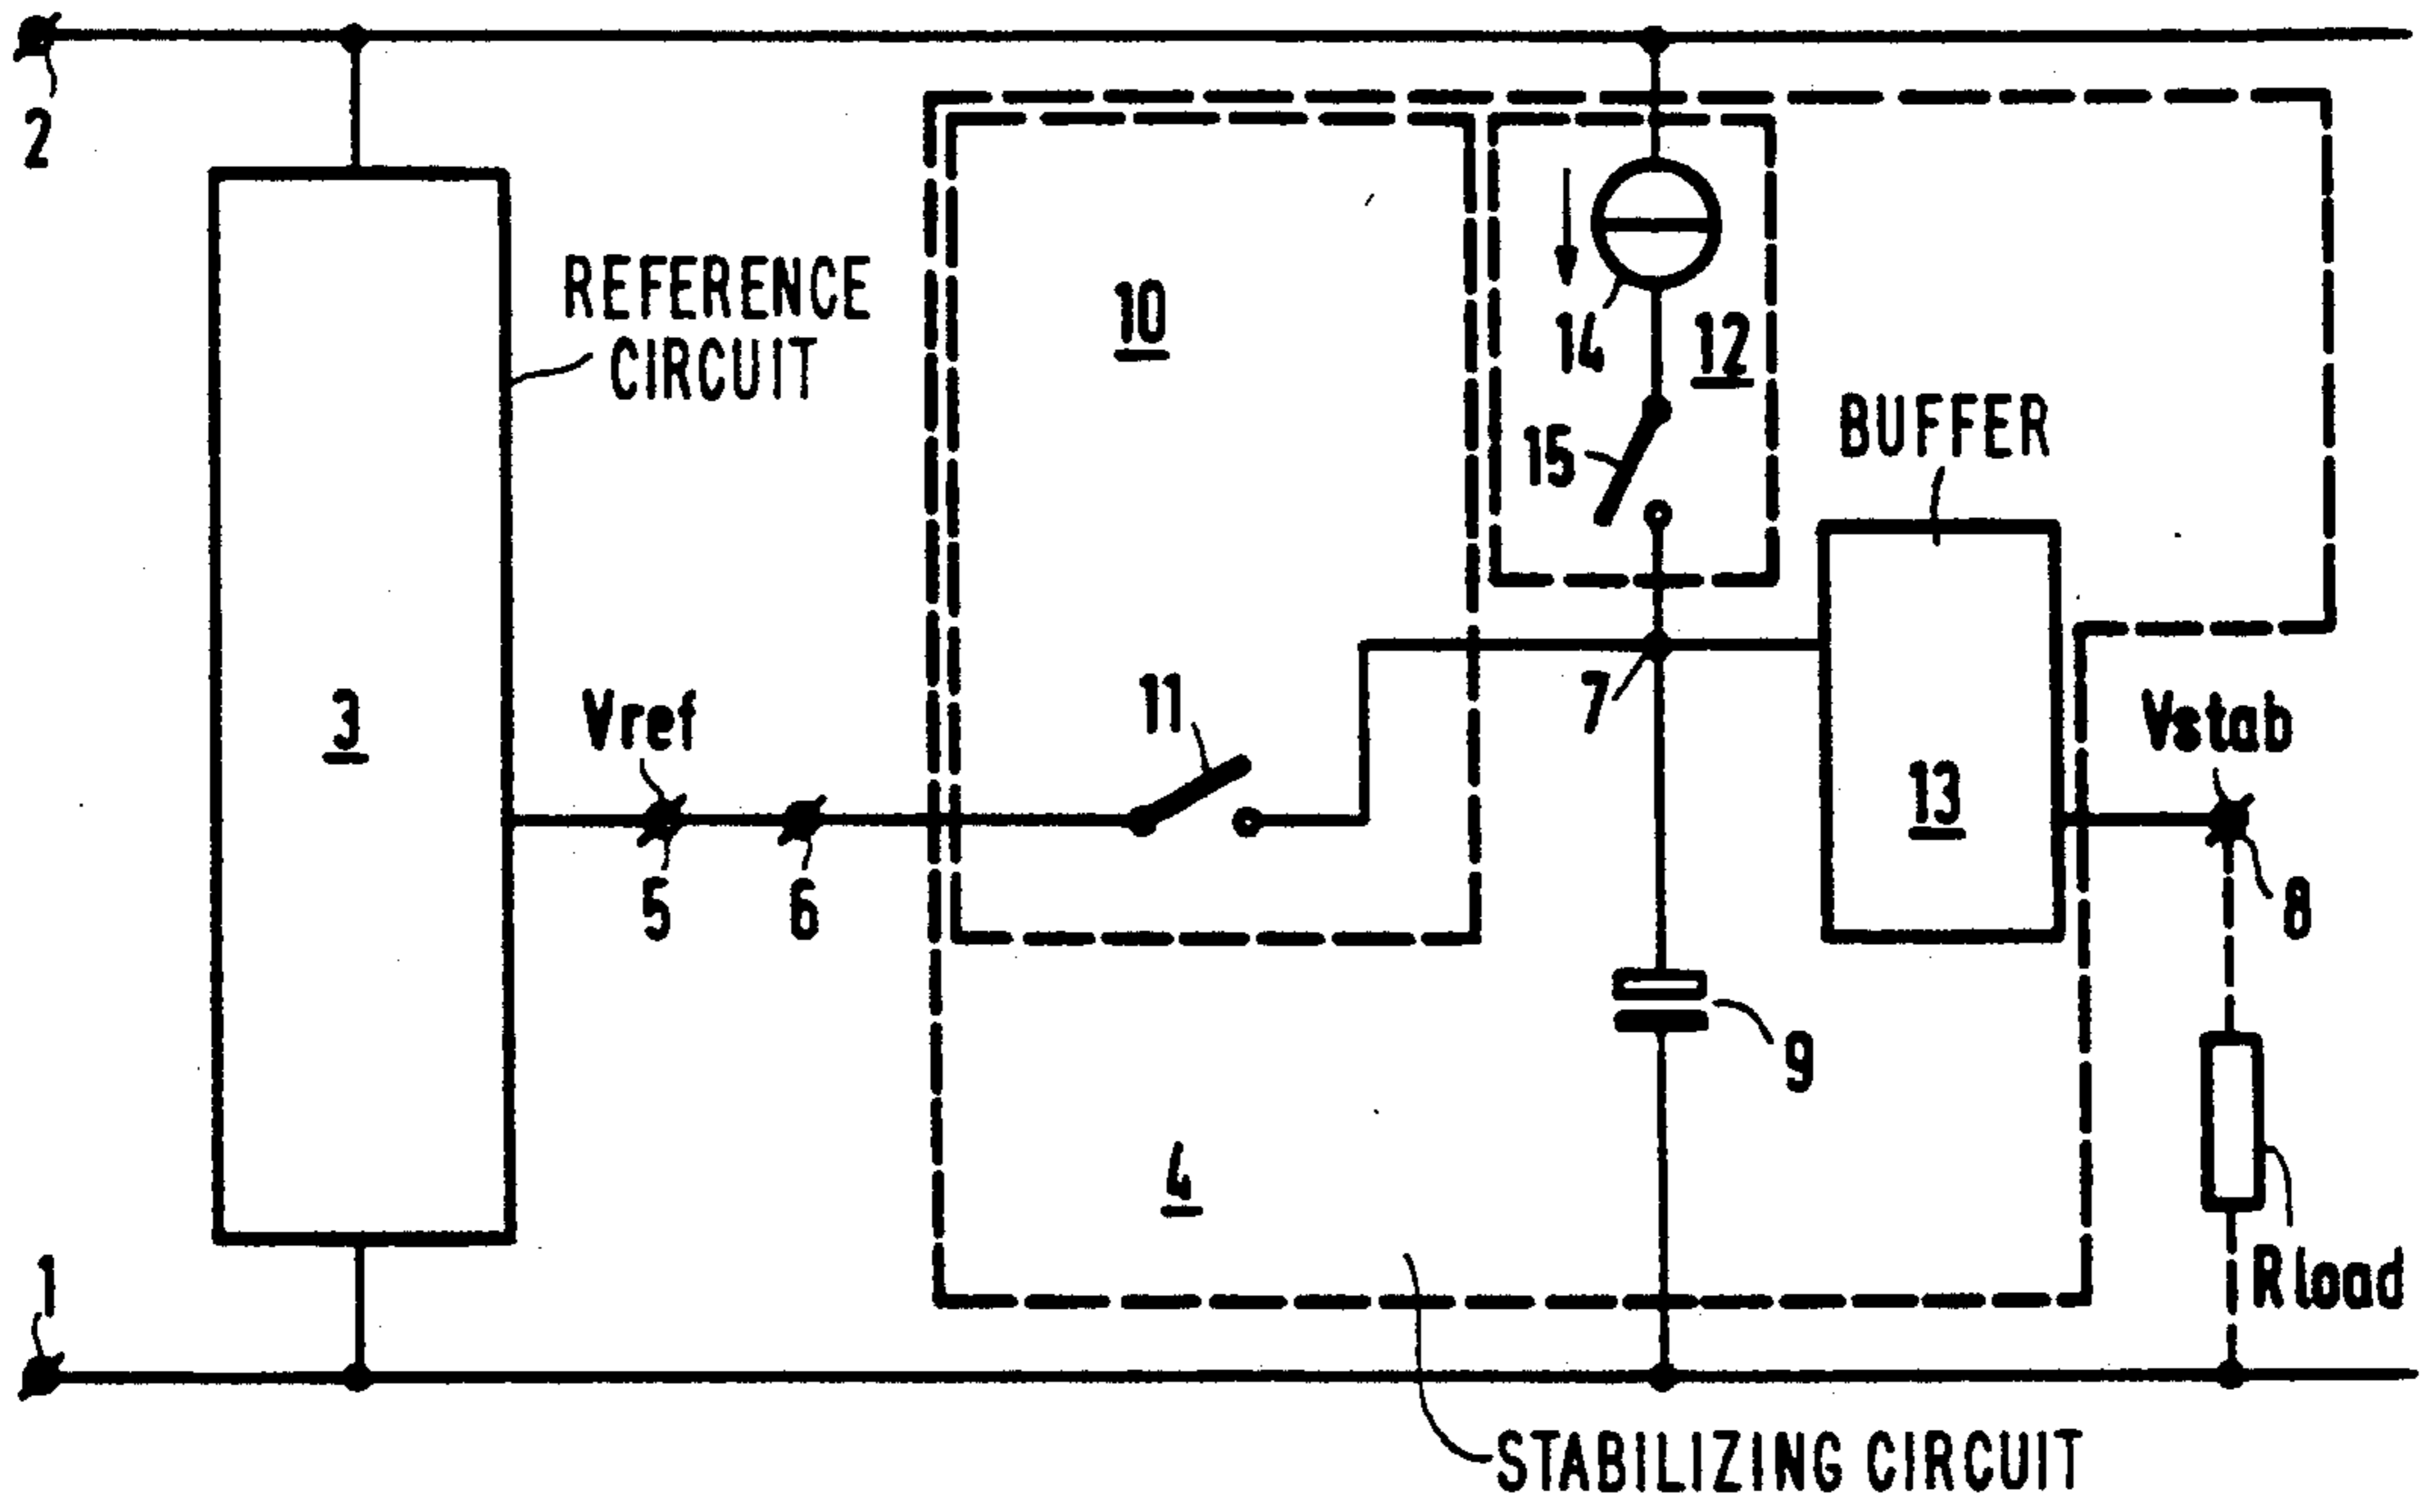 2
REFERENCE
CIRCUIT
10
14
12
15
BUFFER
3
Vref
11
7
Vstab
13
5
6
8
9
4
1
Rload
STABILIZING CIRCUIT